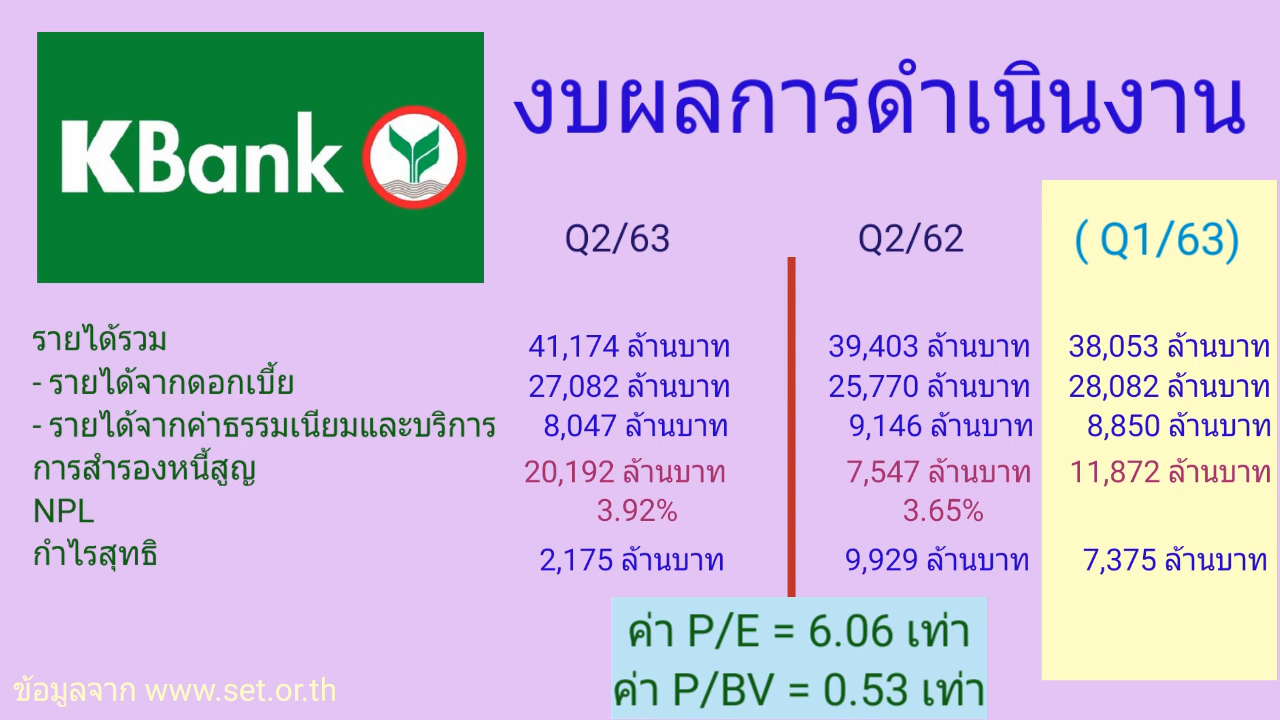 KBank
งบผลการดำเนินงาน
Q2/63 Q2/62 ( Q1/63)
รายได้รวม 41,174 ล้านบาท 39,403 ล้านบาท 38,053 ล้านบาท
- รายได้จากดอกเบี้ย 27,082 ล้านบาท 25,770 ล้านบาท 28,082 ล้านบาท
- รายได้จากค่าธรรมเนียมและบริการ 8,047 ล้านบาท 9,146 ล้านบาท 8,850 ล้านบาท
การสำรองหนี้สูญ 20,192 ล้านบาท 7,547 ล้านบาท 11,872 ล้านบาท
NPL 3.92% 3.65%
กำไรสุทธิ 2,175 ล้านบาท 9,929 ล้านบาท 7,375 ล้านบาท
ค่า P/E = 6.06 เท่า
ค่า P/BV = 0.53 เท่า
ข้อมูลจาก www.set.or.th